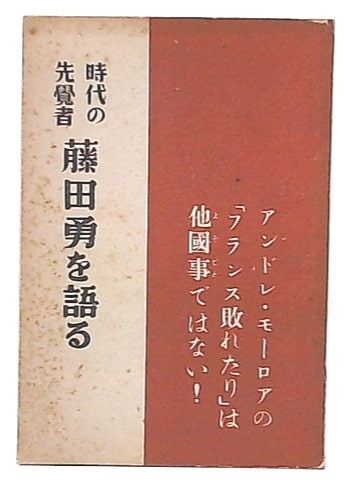 アンドレ・モーロアの
「フランス敗れたり」は
他國事ではない!
時代の
先覺者
藤田勇を語る